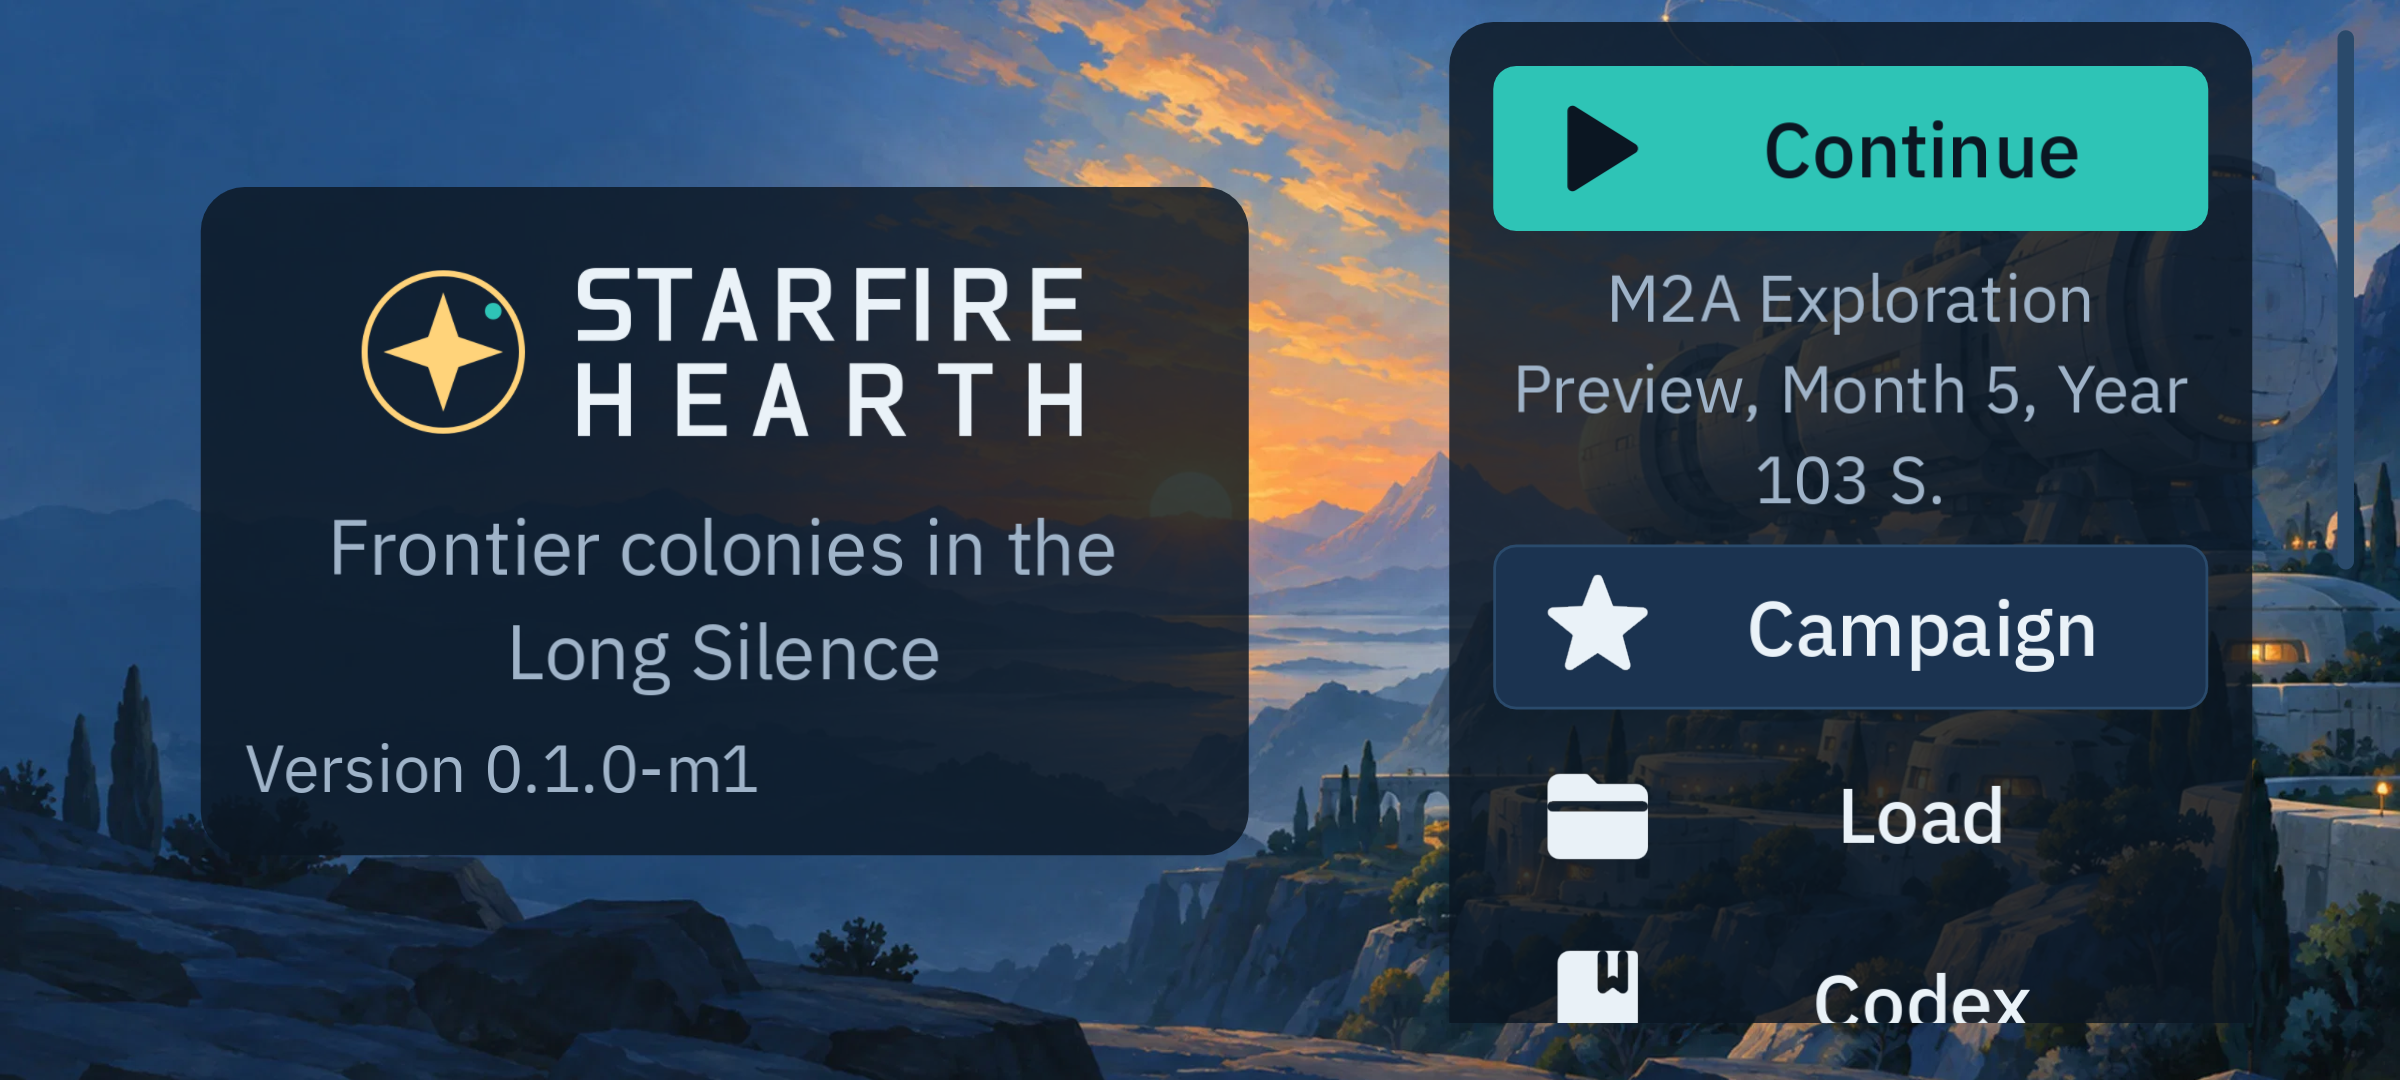 STARFIRE
HEARTH
Frontier colonies in the
Long Silence
Version 0.1.0-m1
Continue
M2A Exploration
Preview, Month 5, Year
103 S.
Campaign
Load
Codex